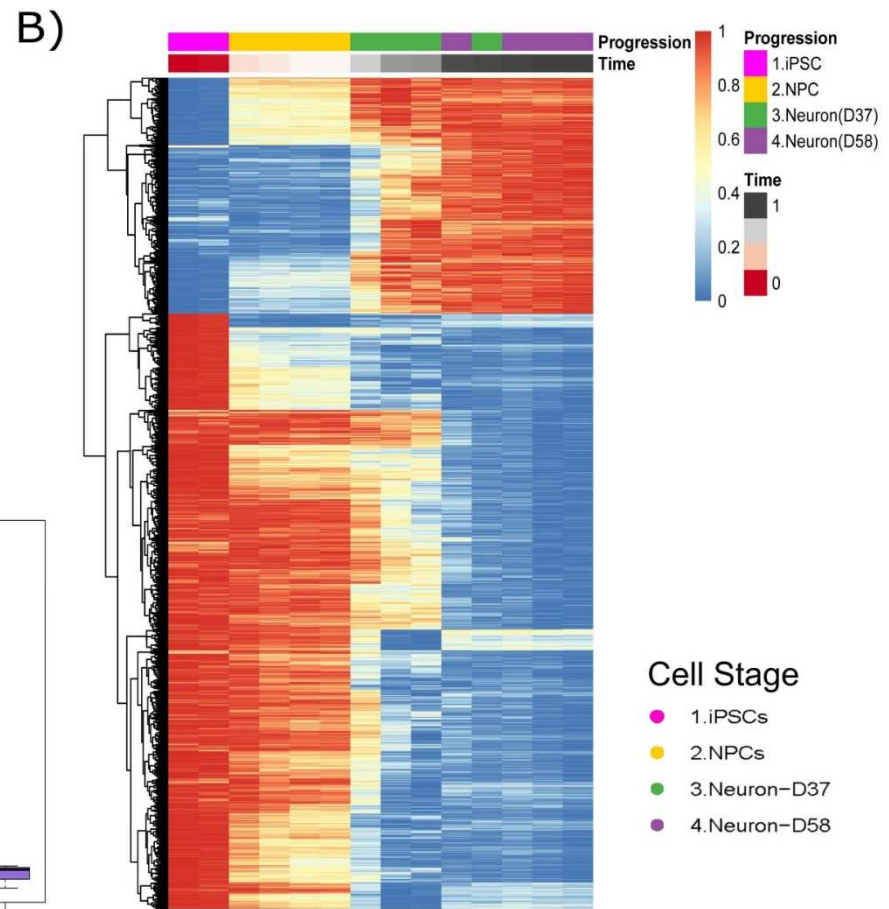 B)
Progression
Time
1
0.8
0.6
0.4
0.2
0
Progression
1.iPSC
2.NPC
3.Neuron(D37)
4.Neuron(D58)
Time
1
0
Cell Stage
1.iPSCs
2.NPCs
3.Neuron−D37
4.Neuron−D58